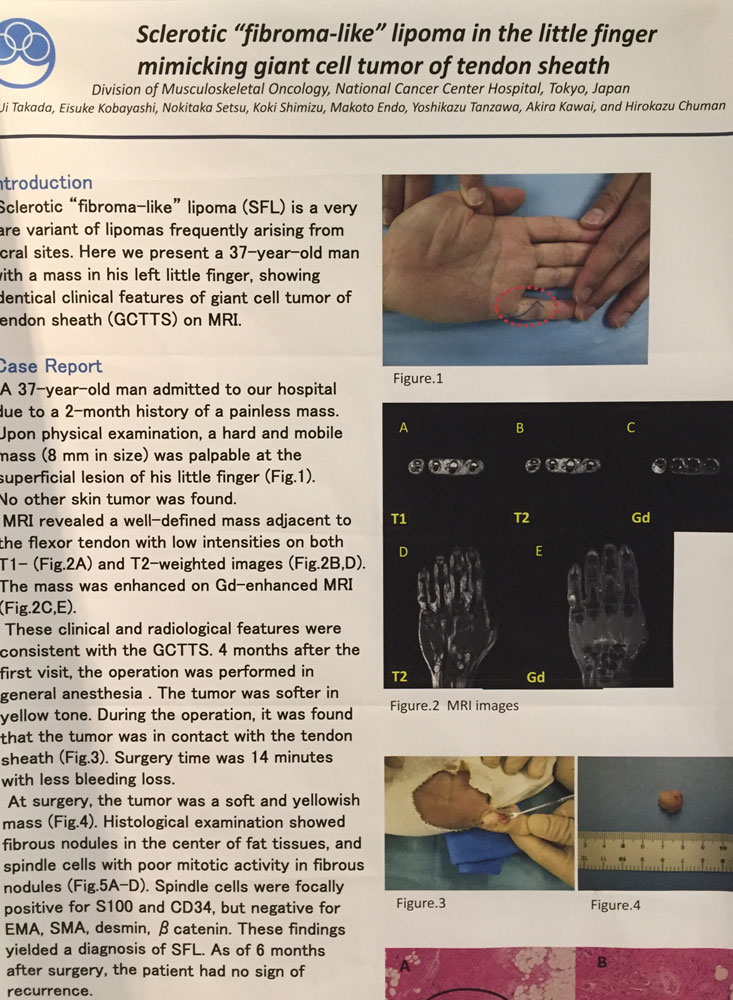 Sclerotic “fibroma-like” lipoma in the little finger
mimicking giant cell tumor of tendon sheath
Division of Musculoskeletal Oncology, National Cancer Center Hospital, Tokyo, Japan
Takada, Eisuke Kobayashi, Nokitaka Setsu, Koki Shimizu, Makoto Endo, Yoshikazu Tanzawa, Akira Kawai, and Hirokazu Chuman
ntroduction
Sclerotic “fibroma-like” lipoma (SFL) is a very
are variant of lipomas frequently arising from
cral sites. Here we present a 37-year-old man
with a mass in his left little finger, showing
dentical clinical features of giant cell tumor of
endon sheath (GCTTS) on MRI.
Case Report
A 37-year-old man admitted to our hospital
due to a 2-month history of a painless mass.
Upon physical examination, a hard and mobile
mass (8 mm in size) was palpable at the
superficial lesion of his little finger (Fig.1).
No other skin tumor was found.
MRI revealed a well-defined mass adjacent to
the flexor tendon with low intensities on both
T1- (Fig.2A) and T2-weighted images (Fig.2B,D).
The mass was enhanced on Gd-enhanced MRI
(Fig.2C,E).
These clinical and radiological features were
consistent with the GCTTS. 4 months after the
first visit, the operation was performed in
general anesthesia . The tumor was softer in
yellow tone. During the operation, it was found
that the tumor was in contact with the tendon
sheath (Fig.3). Surgery time was 14 minutes
with less bleeding loss.
At surgery, the tumor was a soft and yellowish
mass (Fig.4). Histological examination showed
fibrous nodules in the center of fat tissues, and
spindle cells with poor mitotic activity in fibrous
nodules (Fig.5A-D). Spindle cells were focally
positive for S100 and CD34, but negative for
EMA, SMA, desmin, β catenin. These findings
yielded a diagnosis of SFL. As of 6 months
after surgery, the patient had no sign of
recurrence.
Figure.1
A B C
T1 T2 Gd
D E
T2 Gd
Figure.2 MRI images
Figure.3 Figure.4
A B